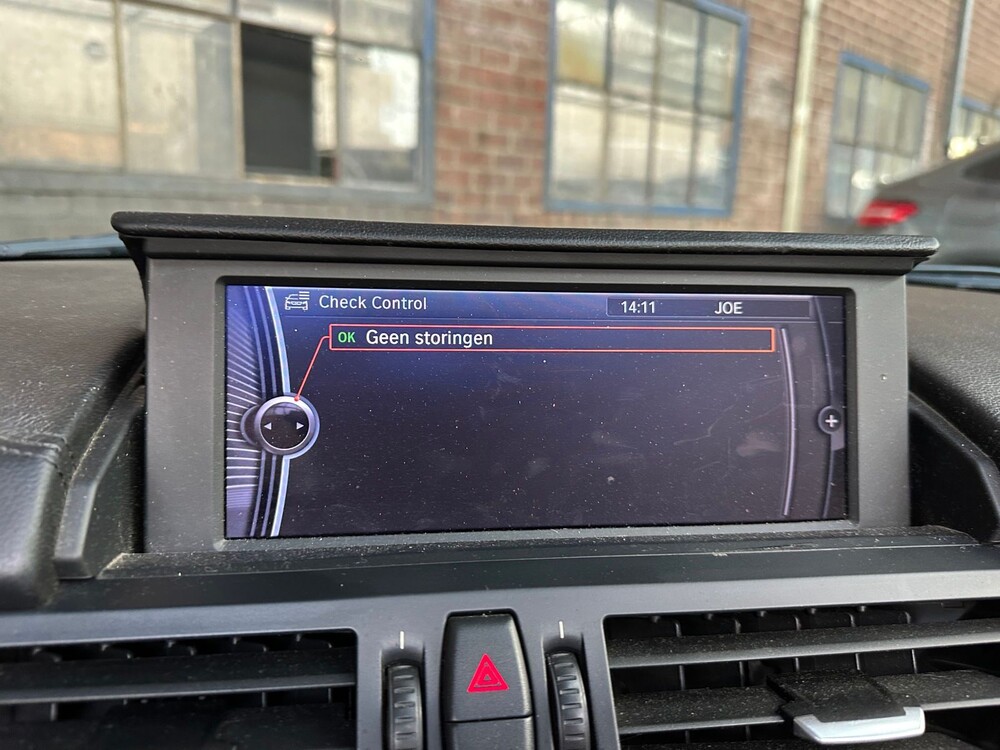 Check Control
14:11 JOE
OK Geen storingen